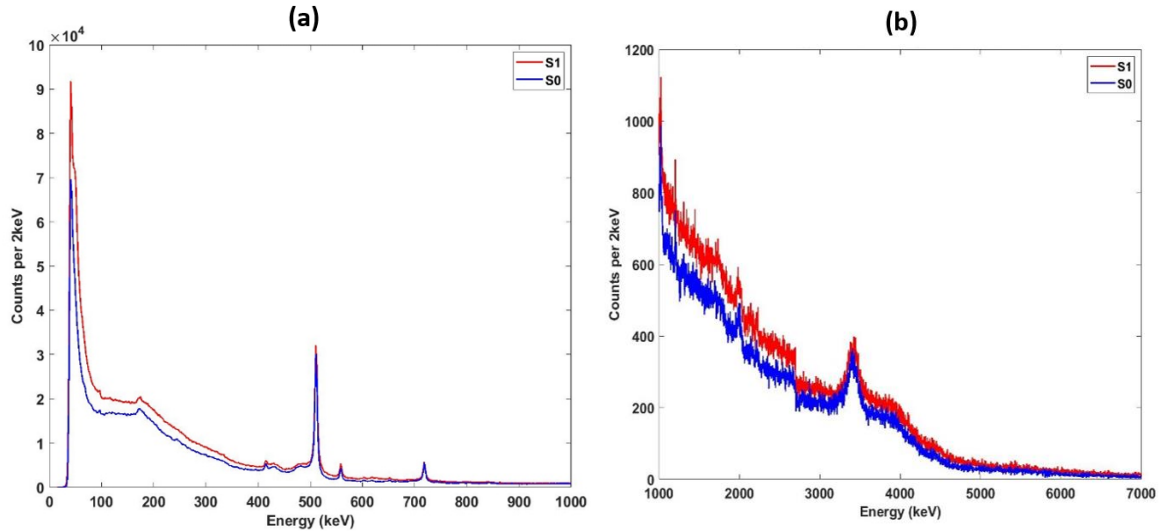 (a)
×10⁴
10
9
8
7
6
5
4
3
2
1
0
Counts per 2keV
0 100 200 300 400 500 600 700 800 900 1000
Energy (keV)
S1
S0
(b)
1200
1000
800
600
400
200
0
Counts per 2keV
1000 2000 3000 4000 5000 6000 7000
Energy (keV)
S1
S0